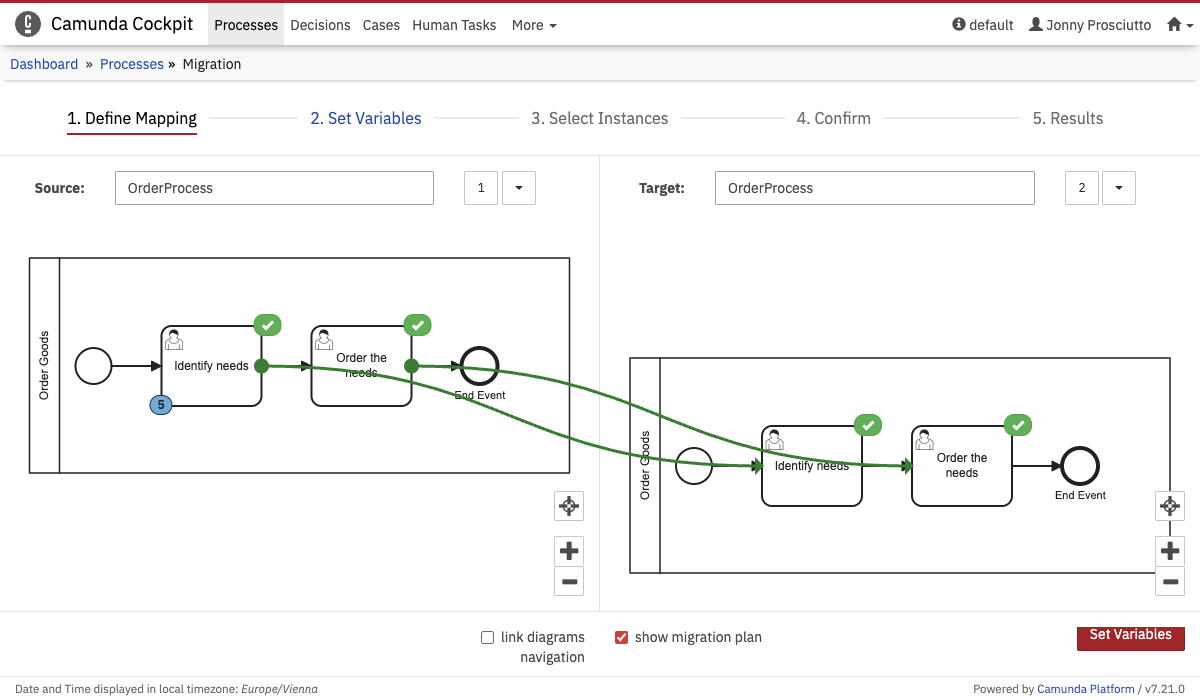 Camunda Cockpit
Processes
Decisions
Cases
Human Tasks
More
default
Jonny Prosciutto
Dashboard » Processes » Migration
1. Define Mapping
2. Set Variables
3. Select Instances
4. Confirm
5. Results
Source:
OrderProcess
1
Target:
OrderProcess
2
Order Goods
Identify needs
5
Order the
needs
End Event
Order Goods
Identify needs
Order the
needs
End Event
link diagrams
navigation
show migration plan
Set Variables
Date and Time displayed in local timezone: Europe/Vienna
Powered by Camunda Platform / v7.21.0